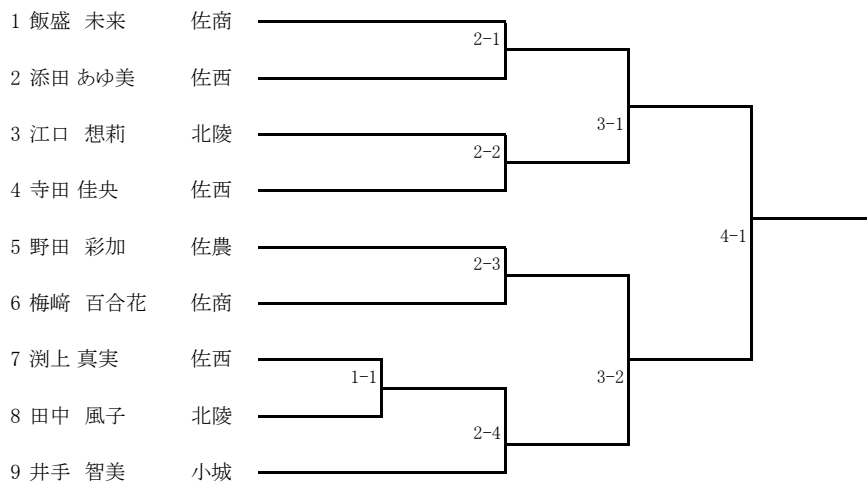 1 飯盛 未来 佐商
2-1
2 添田 あゆ美 佐西
3-1
3 江口 想莉 北陵
2-2
4 寺田 佳央 佐西
4-1
5 野田 彩加 佐農
2-3
6 梅﨑 百合花 佐商
7 渕上 真実 佐西
1-1
3-2
8 田中 風子 北陵
2-4
9 井手 智美 小城